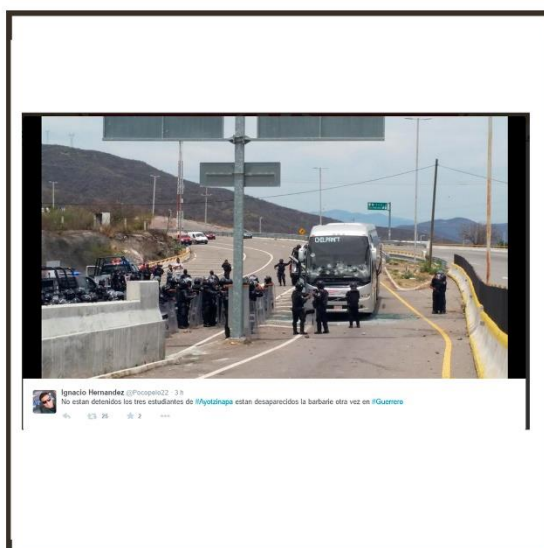 Ignacio Hernandez @Pocopelo22 · 3 h
No estan detenidos los tres estudiantes de #Ayotzinapa estan desaparecidos la barbarie otra vez en #Guerrero
25 2